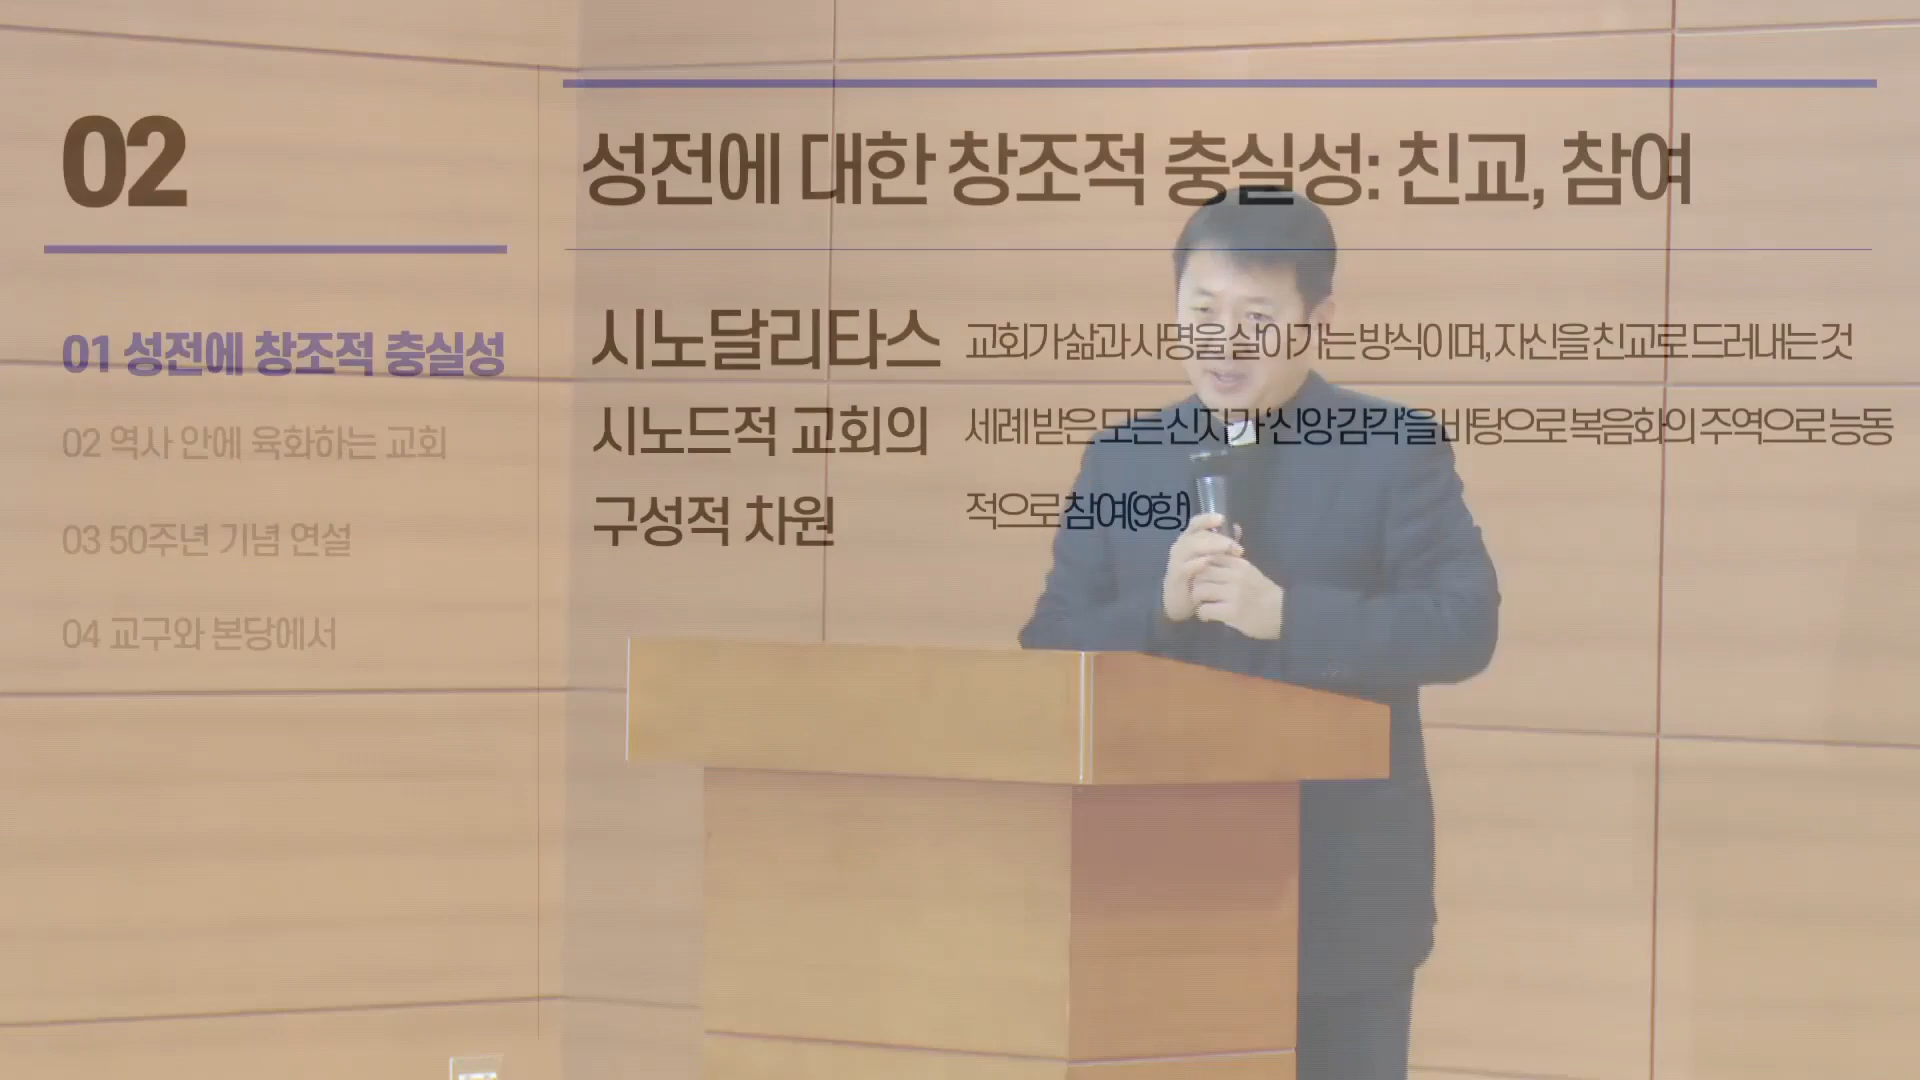 02
01 성전에 창조적 충실성
02 역사 안에 육화하는 교회
03 50주년 기념 연설
04 교구와 본당에서
성전에 대한 창조적 충실성: 친교, 참여
시노달리타스
교회가 삶과 사명을 살아가는 방식이며, 자신을 친교로 드러내는 것
시노드적 교회의
구성적 차원
세례 받은 모든 신자가 ‘신앙 감각’을 바탕으로 복음화의 주역으로 능동
적으로 참여(9항)